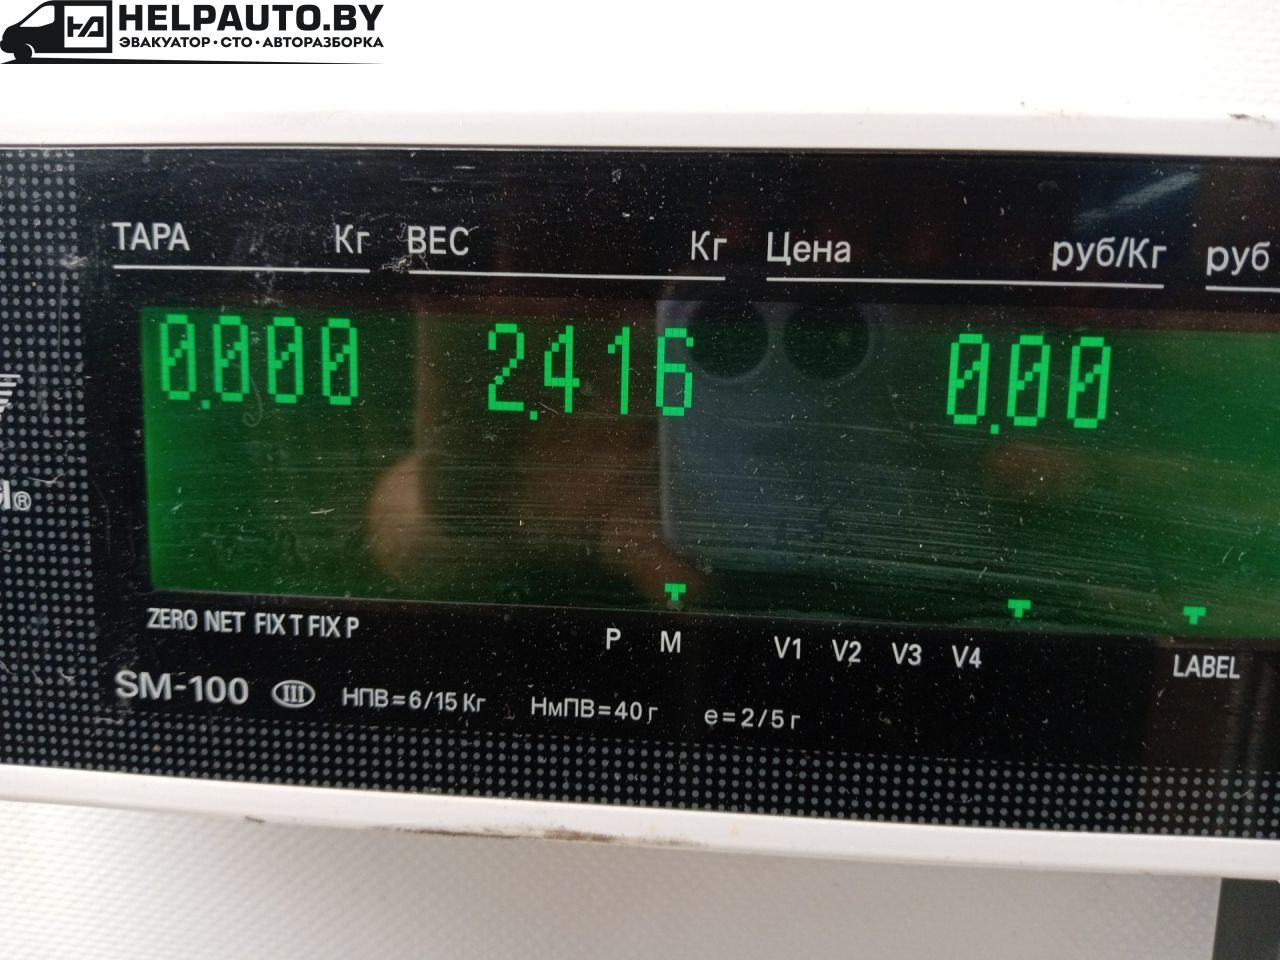 HELPAUTO.BY
ЭВАКУАТОР · СТО · АВТОРАЗБОРКА
ТАРА Кг ВЕС Кг Цена руб/Кг руб
0.000 2.416 0.00
ZERO NET FIX T FIX P P M V1 V2 V3 V4 LABEL
SM-100 III НПВ=6/15 Кг НмПВ=40 г e=2/5 г